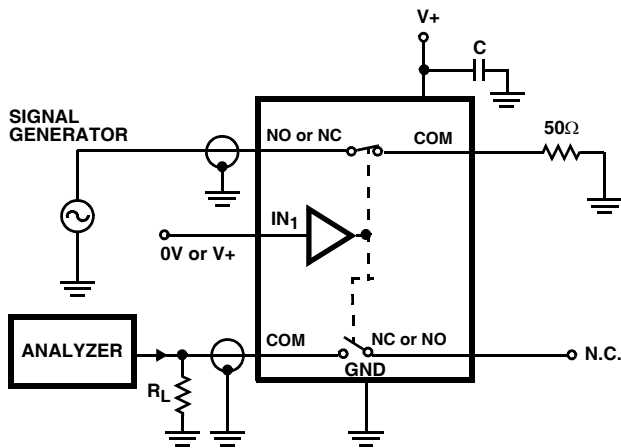 V+
C
SIGNAL
GENERATOR
NO or NC
COM
50Ω
IN1
0V or V+
ANALYZER
COM
NC or NO
N.C.
GND
RL